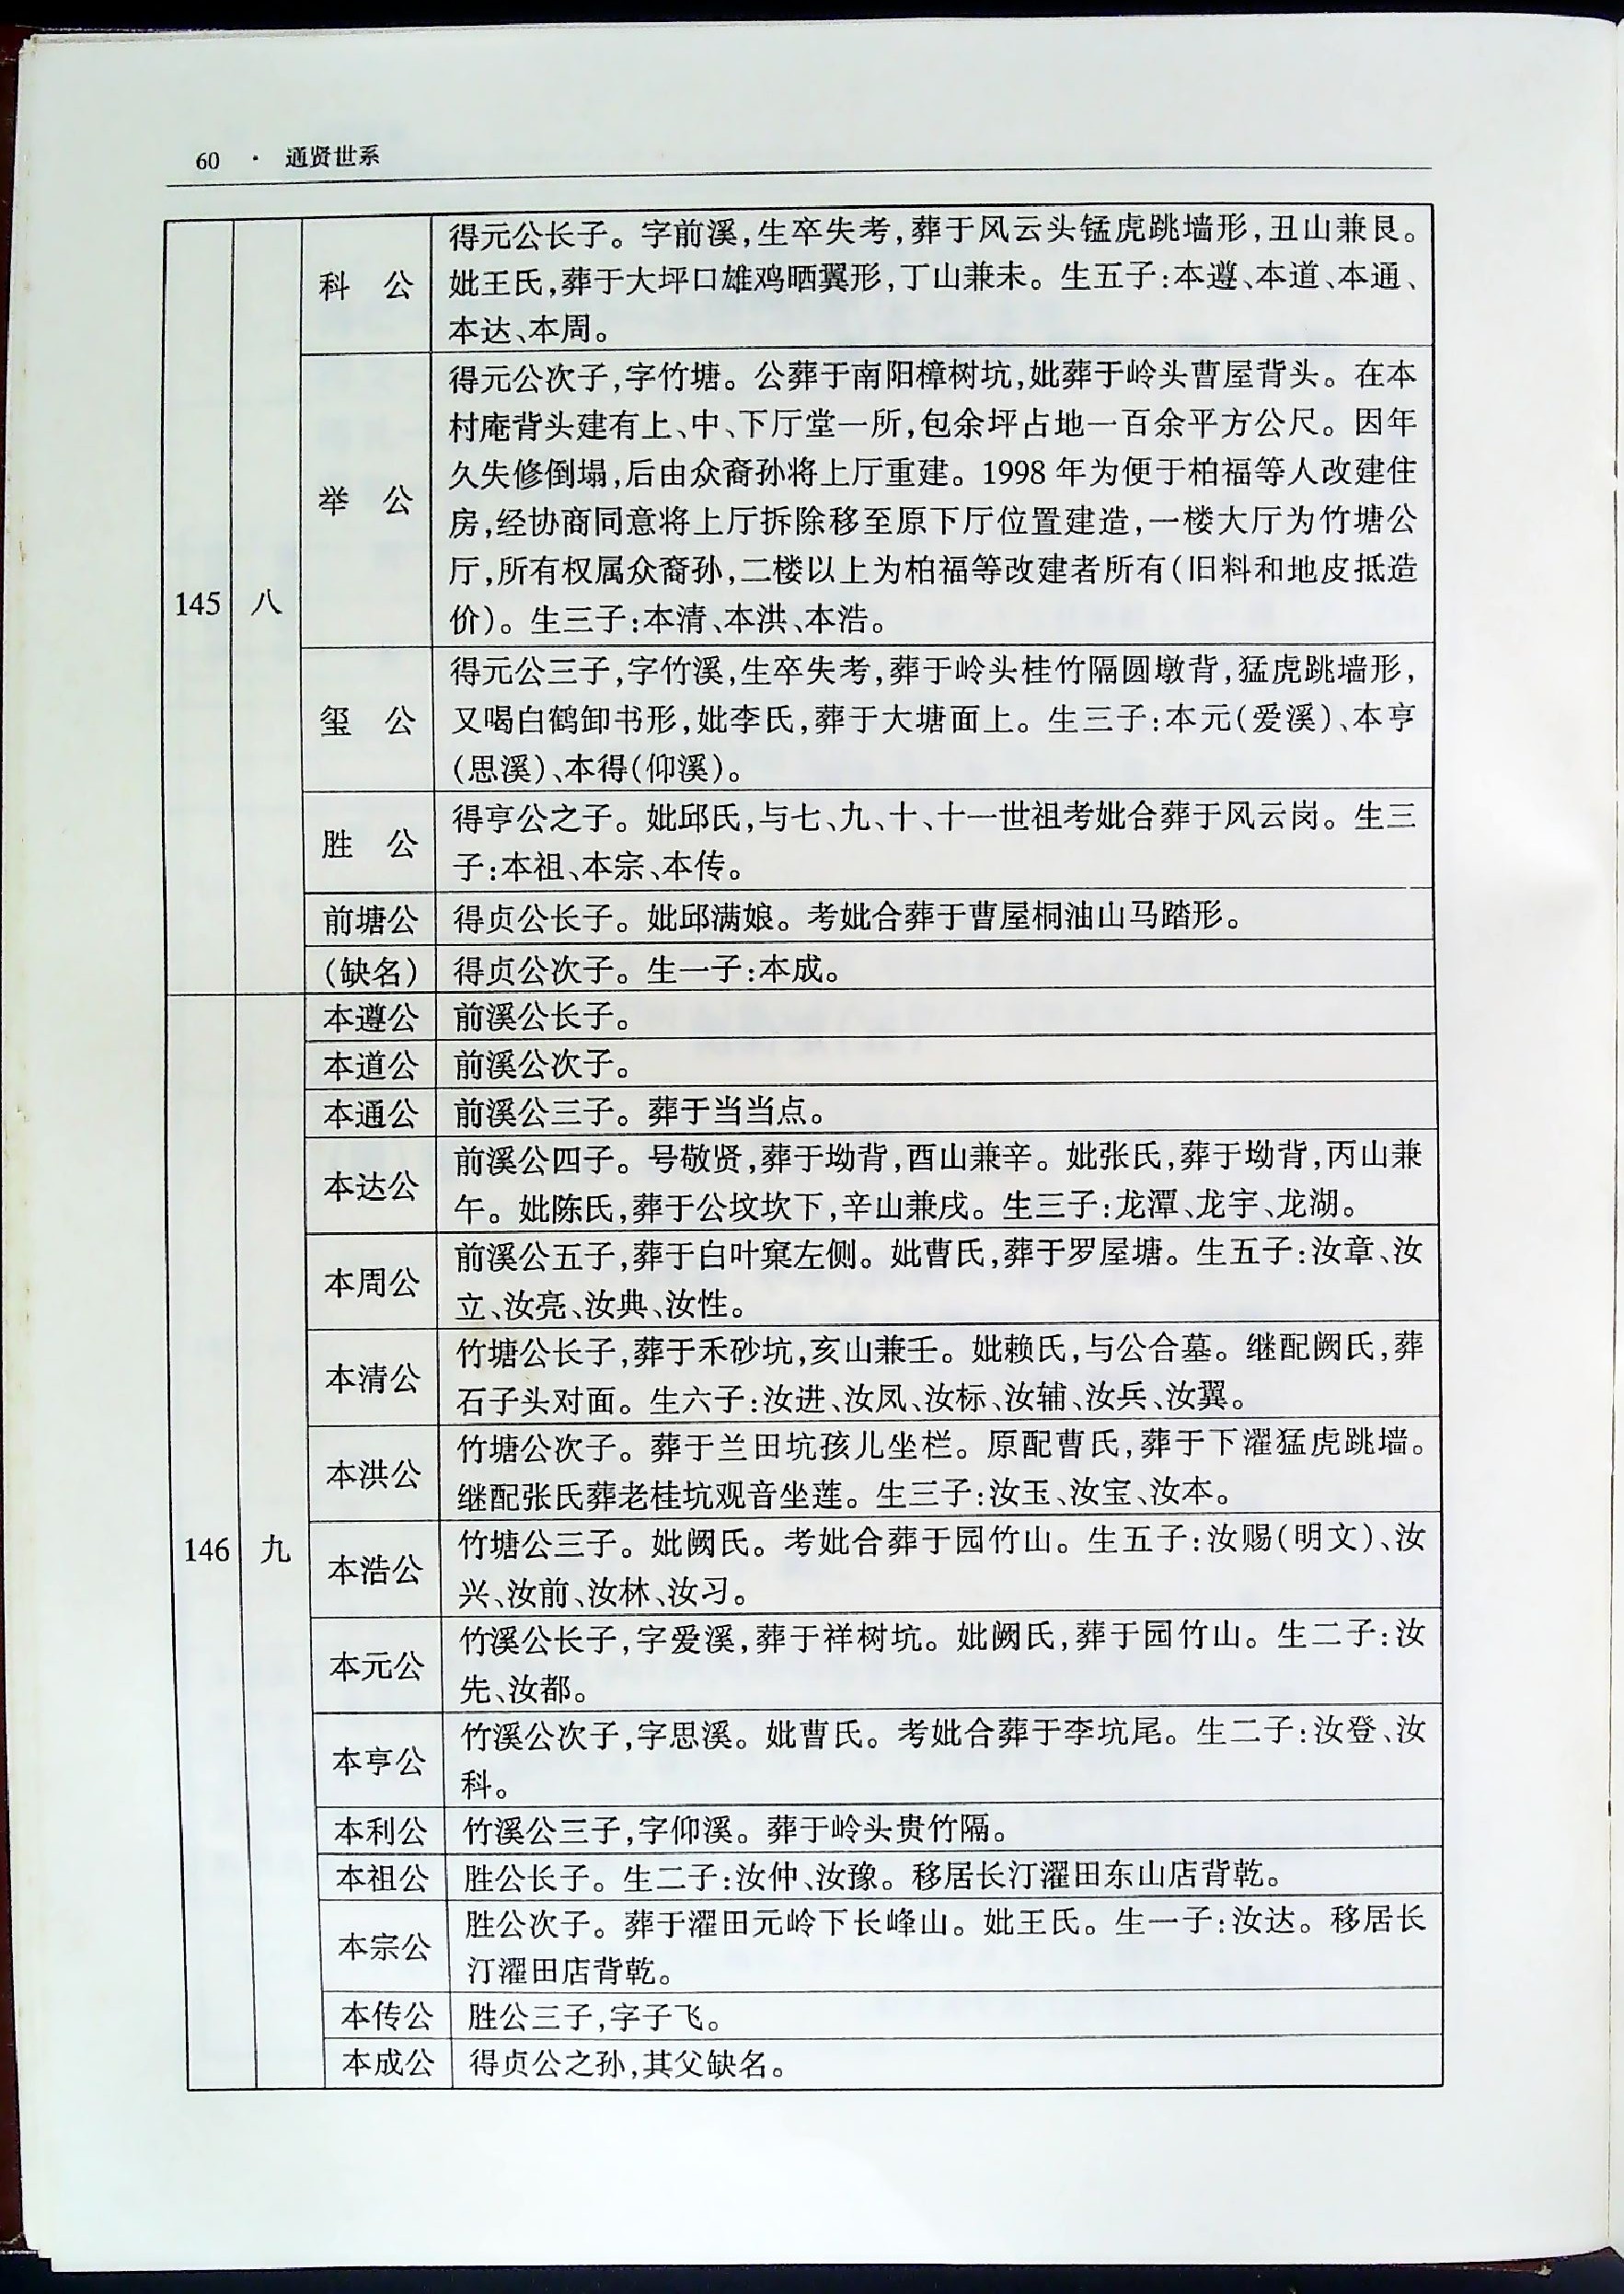 60 · 通贤世系
145 八
科 公
得元公长子。字前溪,生卒失考,葬于风云头锰虎跳墙形,丑山兼艮。
妣王氏,葬于大坪口雄鸡晒翼形,丁山兼未。生五子:本遵、本道、本通、
本达、本周。
举 公
得元公次子,字竹塘。公葬于南阳樟树坑,妣葬于岭头曹屋背头。在本
村庵背头建有上、中、下厅堂一所,包余坪占地一百余平方公尺。因年
久失修倒塌,后由众裔孙将上厅重建。1998 年为便于柏福等人改建住
房,经协商同意将上厅拆除移至原下厅位置建造,一楼大厅为竹塘公
厅,所有权属众裔孙,二楼以上为柏福等改建者所有(旧料和地皮抵造
价)。生三子:本清、本洪、本浩。
玺 公
得元公三子,字竹溪,生卒失考,葬于岭头桂竹隔圆墩背,猛虎跳墙形,
又喝白鹤卸书形,妣李氏,葬于大塘面上。生三子:本元(爱溪)、本亨
(思溪)、本得(仰溪)。
胜 公
得亨公之子。妣邱氏,与七、九、十、十一世祖考妣合葬于风云岗。生三
子:本祖、本宗、本传。
前塘公
得贞公长子。妣邱满娘。考妣合葬于曹屋桐油山马踏形。
(缺名)
得贞公次子。生一子:本成。
146 九
本遵公
前溪公长子。
本道公
前溪公次子。
本通公
前溪公三子。葬于当当点。
本达公
前溪公四子。号敬贤,葬于坳背,酉山兼辛。妣张氏,葬于坳背,丙山兼
午。妣陈氏,葬于公坟坎下,辛山兼戌。生三子:龙潭、龙宇、龙湖。
本周公
前溪公五子,葬于白叶窠左侧。妣曹氏,葬于罗屋塘。生五子:汝章、汝
立、汝亮、汝典、汝性。
本清公
竹塘公长子,葬于禾砂坑,亥山兼壬。妣赖氏,与公合墓。继配阙氏,葬
石子头对面。生六子:汝进、汝凤、汝标、汝辅、汝兵、汝翼。
本洪公
竹塘公次子。葬于兰田坑孩儿坐栏。原配曹氏,葬于下濯猛虎跳墙。
继配张氏葬老桂坑观音坐莲。生三子:汝玉、汝宝、汝本。
本浩公
竹塘公三子。妣阙氏。考妣合葬于园竹山。生五子:汝赐(明文)、汝
兴、汝前、汝林、汝习。
本元公
竹溪公长子,字爱溪,葬于祥树坑。妣阙氏,葬于园竹山。生二子:汝
先、汝都。
本亨公
竹溪公次子,字思溪。妣曹氏。考妣合葬于李坑尾。生二子:汝登、汝
科。
本利公
竹溪公三子,字仰溪。葬于岭头贵竹隔。
本祖公
胜公长子。生二子:汝仲、汝豫。移居长汀濯田东山店背乾。
本宗公
胜公次子。葬于濯田元岭下长峰山。妣王氏。生一子:汝达。移居长
汀濯田店背乾。
本传公
胜公三子,字子飞。
本成公
得贞公之孙,其父缺名。